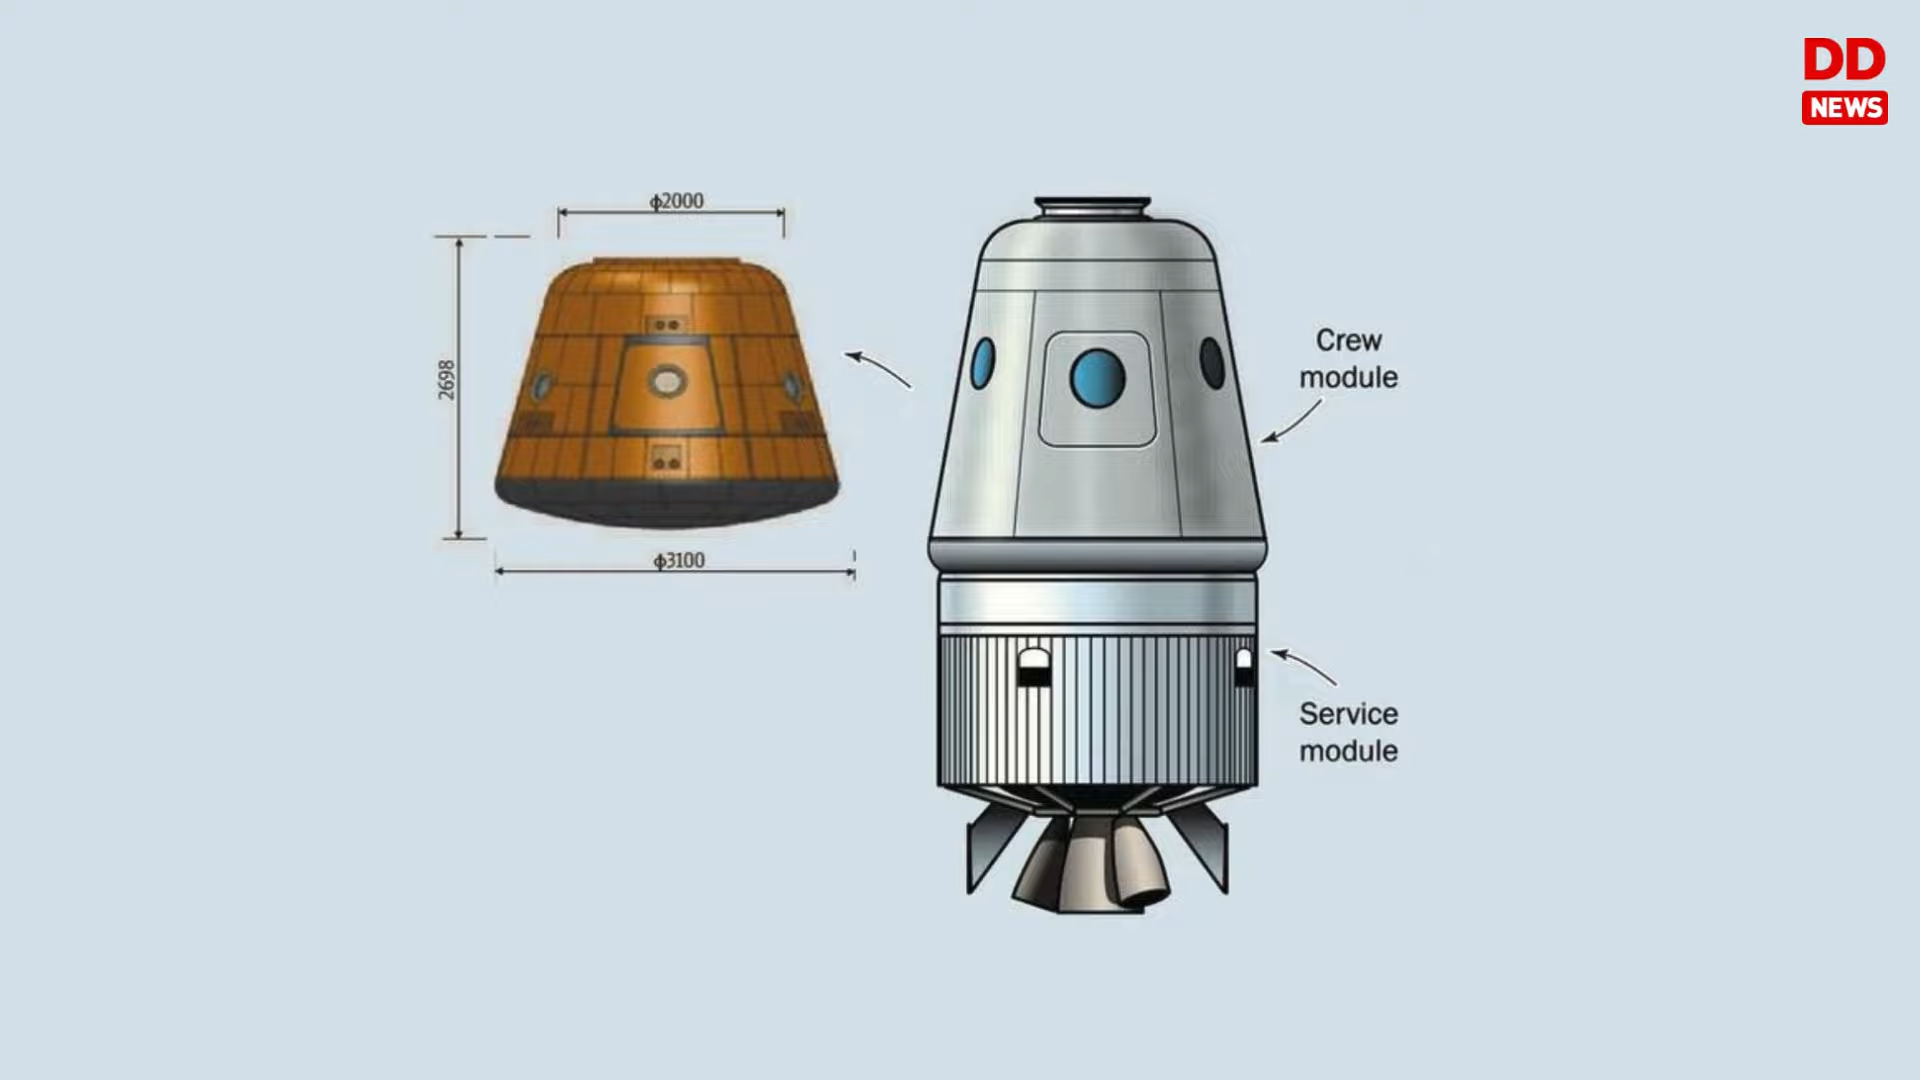 DD
NEWS
ϕ2000
2698
ϕ3100
Crew
module
Service
module